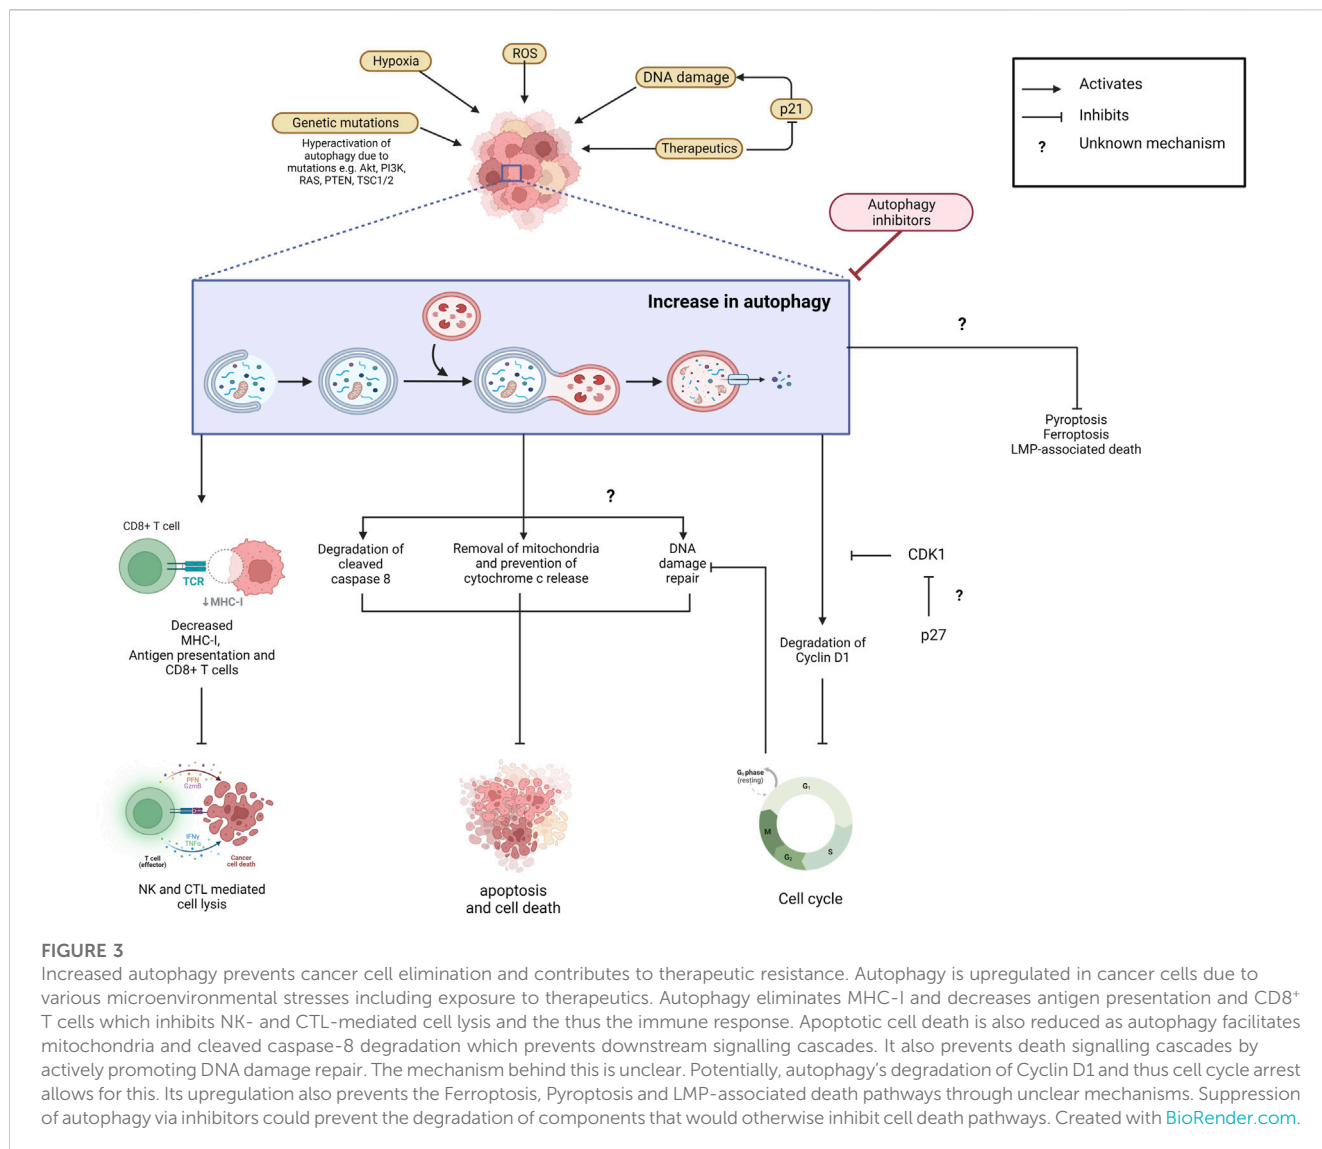 Hypoxia
ROS
DNA damage
p21
Genetic mutations
Hyperactivation of
autophagy due to
mutations e.g. Akt, PI3K,
RAS, PTEN, TSC1/2
Therapeutics
Activates
Inhibits
? Unknown mechanism
Autophagy
inhibitors
Increase in autophagy
?
Pyroptosis
Ferroptosis
LMP-associated death
CD8+ T cell
TCR
↓MHC-I
Decreased
MHC-I,
Antigen presentation and
CD8+ T cells
?
Degradation of
cleaved
caspase 8
Removal of mitochondria
and prevention of
cytochrome c release
DNA
damage
repair
CDK1
?
p27
Degradation of
Cyclin D1
PFN
GzmB
IFNγ
TNFα
T cell
(effector)
Cancer
cell death
NK and CTL mediated
cell lysis
apoptosis
and cell death
G₀ phase
(resting)
G₁
M
G₂
S
Cell cycle
FIGURE 3
Increased autophagy prevents cancer cell elimination and contributes to therapeutic resistance. Autophagy is upregulated in cancer cells due to
various microenvironmental stresses including exposure to therapeutics. Autophagy eliminates MHC-I and decreases antigen presentation and CD8⁺
T cells which inhibits NK- and CTL-mediated cell lysis and the thus the immune response. Apoptotic cell death is also reduced as autophagy facilitates
mitochondria and cleaved caspase-8 degradation which prevents downstream signalling cascades. It also prevents death signalling cascades by
actively promoting DNA damage repair. The mechanism behind this is unclear. Potentially, autophagy's degradation of Cyclin D1 and thus cell cycle arrest
allows for this. Its upregulation also prevents the Ferroptosis, Pyroptosis and LMP-associated death pathways through unclear mechanisms. Suppression
of autophagy via inhibitors could prevent the degradation of components that would otherwise inhibit cell death pathways. Created with BioRender.com.